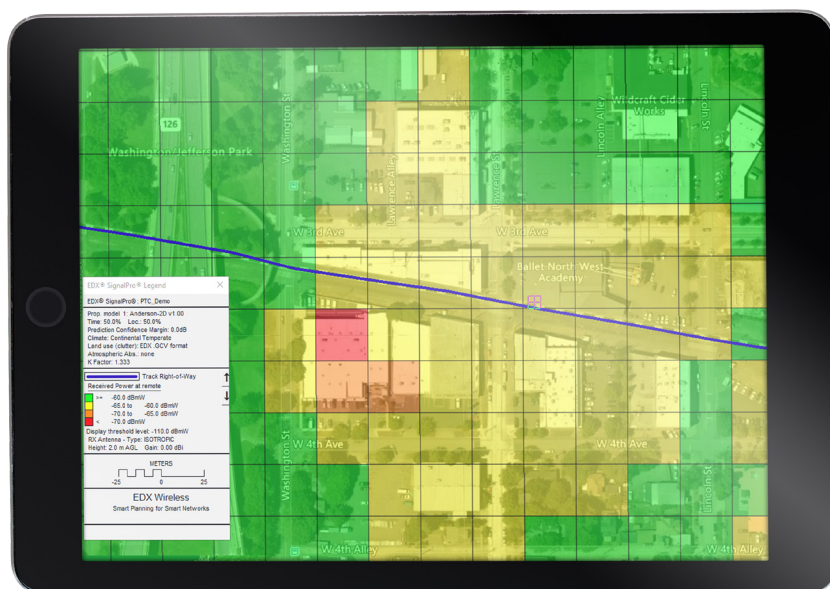 126
Washington/Jefferson Park
Washington St
Lawrence Alley
Lawrence St
Lincoln Alley
Wildcraft Cider
Works
Lincoln St
W 3rd Ave
W 3rd Ave
Ballet North West
Academy
W 4th Ave
W 4th Ave
Washington St
Lincoln St
W 4th Alley
W 4th Alley
EDX® SignalPro® Legend
EDX® SignalPro® : PTC_Demo
Prop. model 1: Anderson-2D v1.00
Time: 50.0% Loc.: 50.0%
Prediction Confidence Margin: 0.0dB
Climate: Continental Temperate
Land use (clutter): EDX .GCV format
Atmospheric Abs.: none
K Factor: 1.333
Track Right-of-Way
Received Power at remote
>= -60.0 dBmW
-65.0 to -60.0 dBmW
-70.0 to -65.0 dBmW
< -70.0 dBmW
Display threshold level: -110.0 dBmW
RX Antenna - Type: ISOTROPIC
Height: 2.0 m AGL Gain: 0.00 dBi
METERS
-25 0 25
EDX Wireless
Smart Planning for Smart Networks